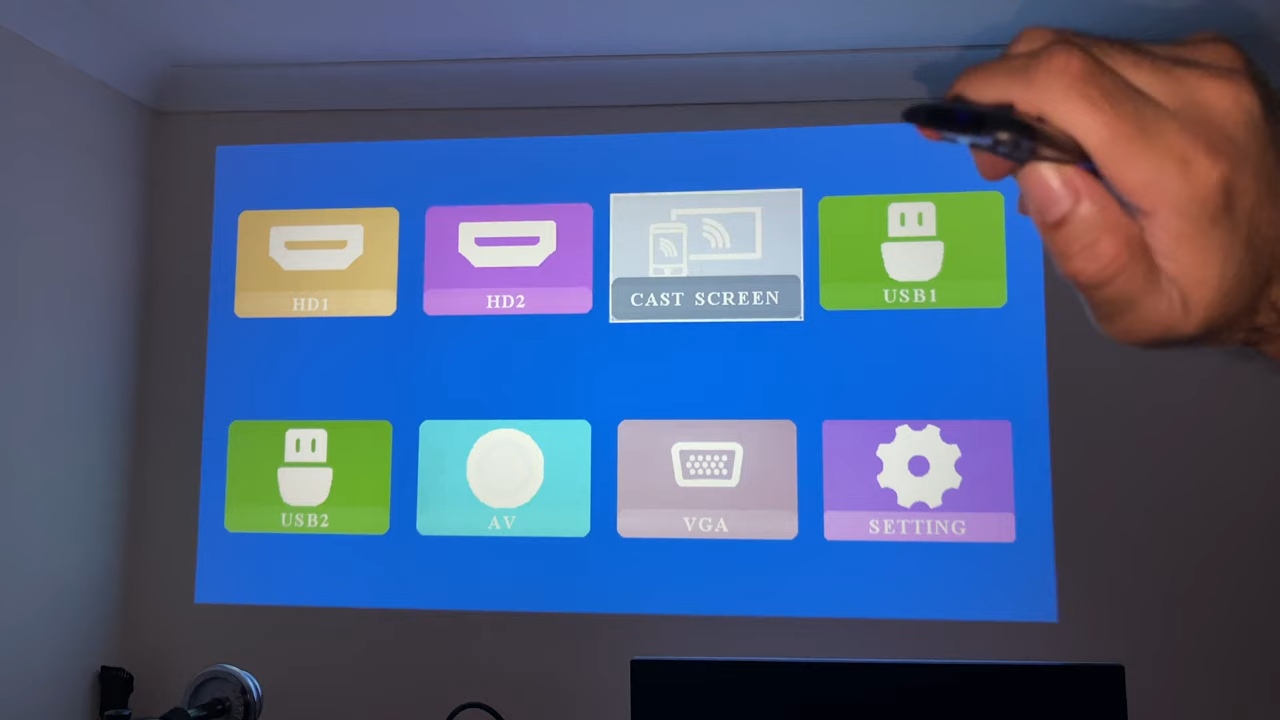 HD1
HD2
CAST SCREEN
USB1
USB2
AV
VGA
SETTING